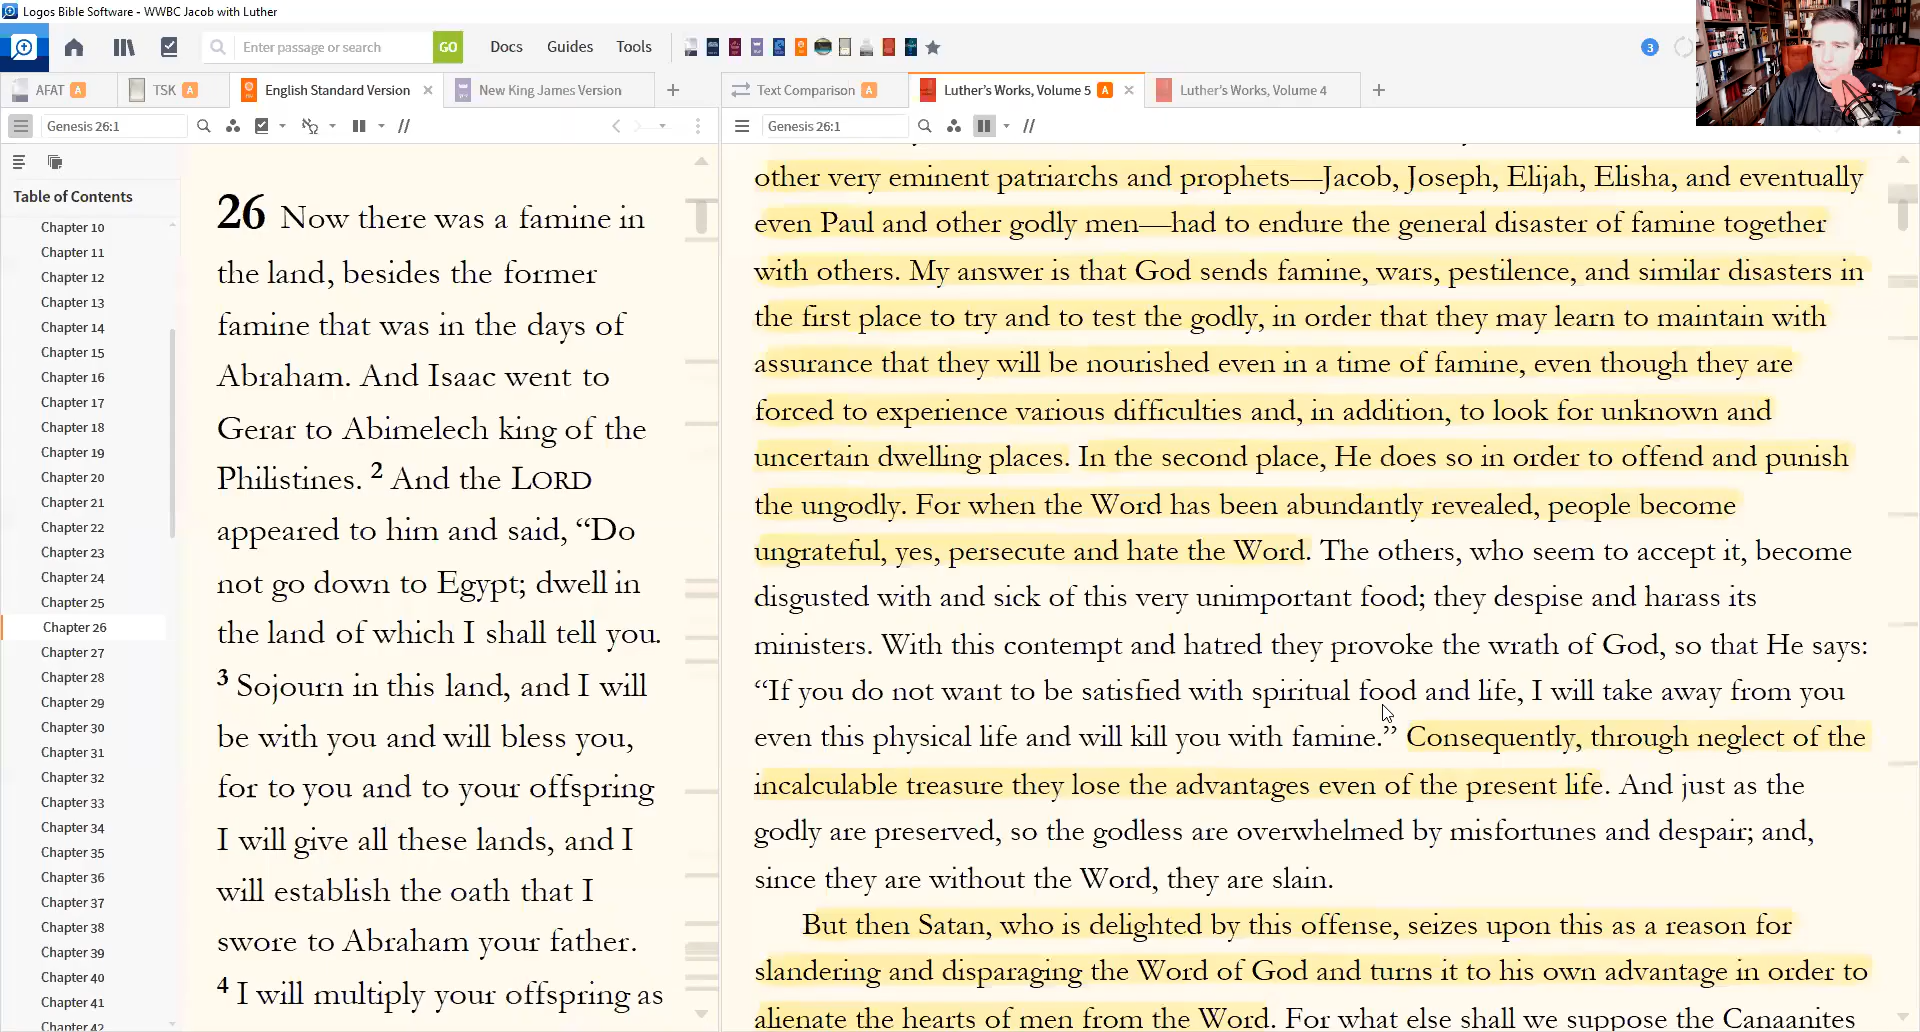 Logos Bible Software - WWBC Jacob with Luther
Enter passage or search
GO
Docs
Guides
Tools
3
AFAT A
TSK A
English Standard Version
New King James Version
Text Comparison A
Luther's Works, Volume 5 A
Luther's Works, Volume 4
Genesis 26:1
Genesis 26:1
Table of Contents
Chapter 10
Chapter 11
Chapter 12
Chapter 13
Chapter 14
Chapter 15
Chapter 16
Chapter 17
Chapter 18
Chapter 19
Chapter 20
Chapter 21
Chapter 22
Chapter 23
Chapter 24
Chapter 25
Chapter 26
Chapter 27
Chapter 28
Chapter 29
Chapter 30
Chapter 31
Chapter 32
Chapter 33
Chapter 34
Chapter 35
Chapter 36
Chapter 37
Chapter 38
Chapter 39
Chapter 40
Chapter 41
Chapter 42
26 Now there was a famine in
the land, besides the former
famine that was in the days of
Abraham. And Isaac went to
Gerar to Abimelech king of the
Philistines. 2 And the LORD
appeared to him and said, “Do
not go down to Egypt; dwell in
the land of which I shall tell you.
3 Sojourn in this land, and I will
be with you and will bless you,
for to you and to your offspring
I will give all these lands, and I
will establish the oath that I
swore to Abraham your father.
4 I will multiply your offspring as
other very eminent patriarchs and prophets—Jacob, Joseph, Elijah, Elisha, and eventually
even Paul and other godly men—had to endure the general disaster of famine together
with others. My answer is that God sends famine, wars, pestilence, and similar disasters in
the first place to try and to test the godly, in order that they may learn to maintain with
assurance that they will be nourished even in a time of famine, even though they are
forced to experience various difficulties and, in addition, to look for unknown and
uncertain dwelling places. In the second place, He does so in order to offend and punish
the ungodly. For when the Word has been abundantly revealed, people become
ungrateful, yes, persecute and hate the Word. The others, who seem to accept it, become
disgusted with and sick of this very unimportant food; they despise and harass its
ministers. With this contempt and hatred they provoke the wrath of God, so that He says:
“If you do not want to be satisfied with spiritual food and life, I will take away from you
even this physical life and will kill you with famine.” Consequently, through neglect of the
incalculable treasure they lose the advantages even of the present life. And just as the
godly are preserved, so the godless are overwhelmed by misfortunes and despair; and,
since they are without the Word, they are slain.
But then Satan, who is delighted by this offense, seizes upon this as a reason for
slandering and disparaging the Word of God and turns it to his own advantage in order to
alienate the hearts of men from the Word. For what else shall we suppose the Canaanites